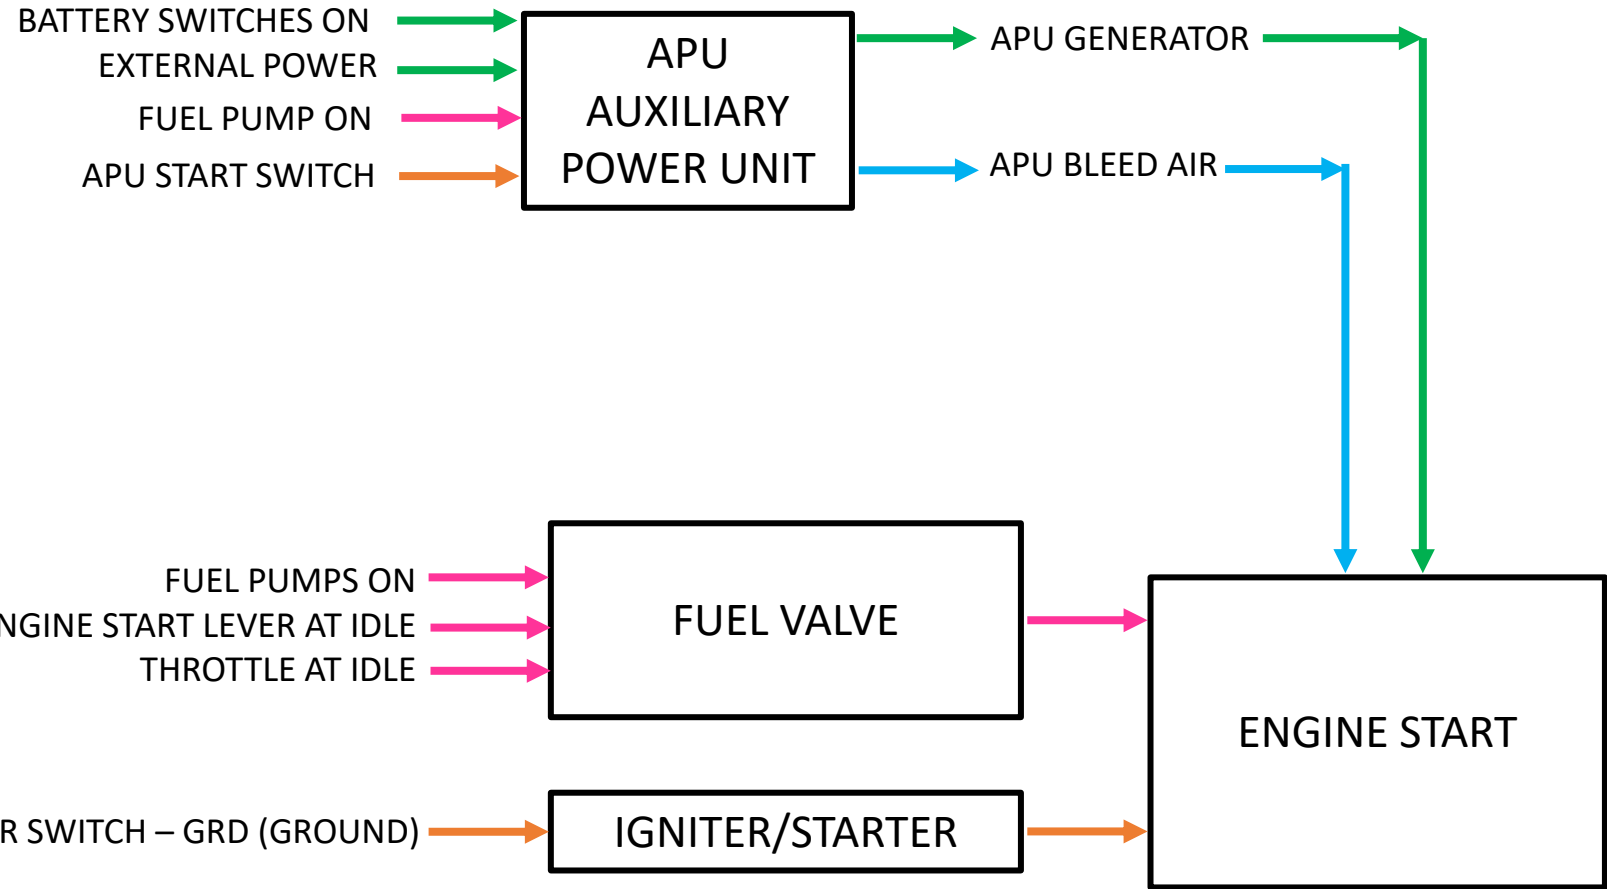 BATTERY SWITCHES ON
EXTERNAL POWER
FUEL PUMP ON
APU START SWITCH
APU
AUXILIARY
POWER UNIT
APU GENERATOR
APU BLEED AIR
FUEL PUMPS ON
NGINE START LEVER AT IDLE
THROTTLE AT IDLE
FUEL VALVE
ENGINE START
R SWITCH – GRD (GROUND)
IGNITER/STARTER